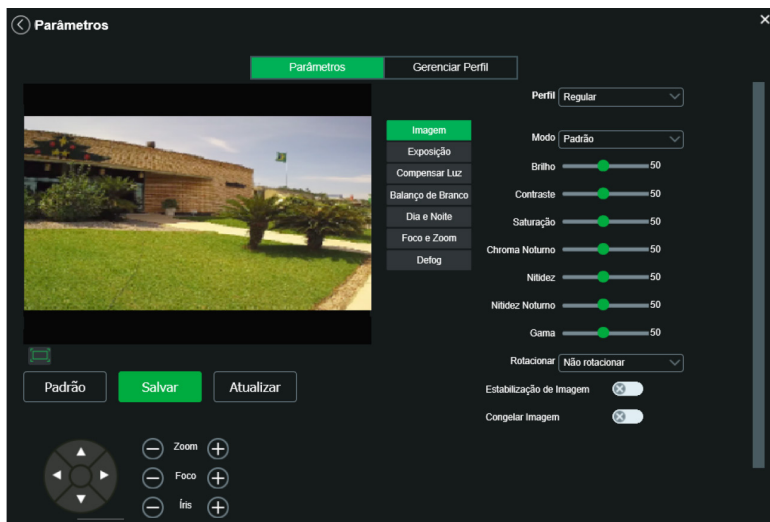 Parâmetros
Parâmetros
Gerenciar Perfil
Perfil Regular
Imagem
Exposição
Compensar Luz
Balanço de Branco
Dia e Noite
Foco e Zoom
Defog
Modo Padrão
Brilho 50
Contraste 50
Saturação 50
Chroma Noturno 50
Nitidez 50
Nitidez Noturno 50
Gama 50
Rotacionar Não rotacionar
Estabilização de Imagem
Congelar Imagem
Padrão
Salvar
Atualizar
Zoom
Foco
Íris